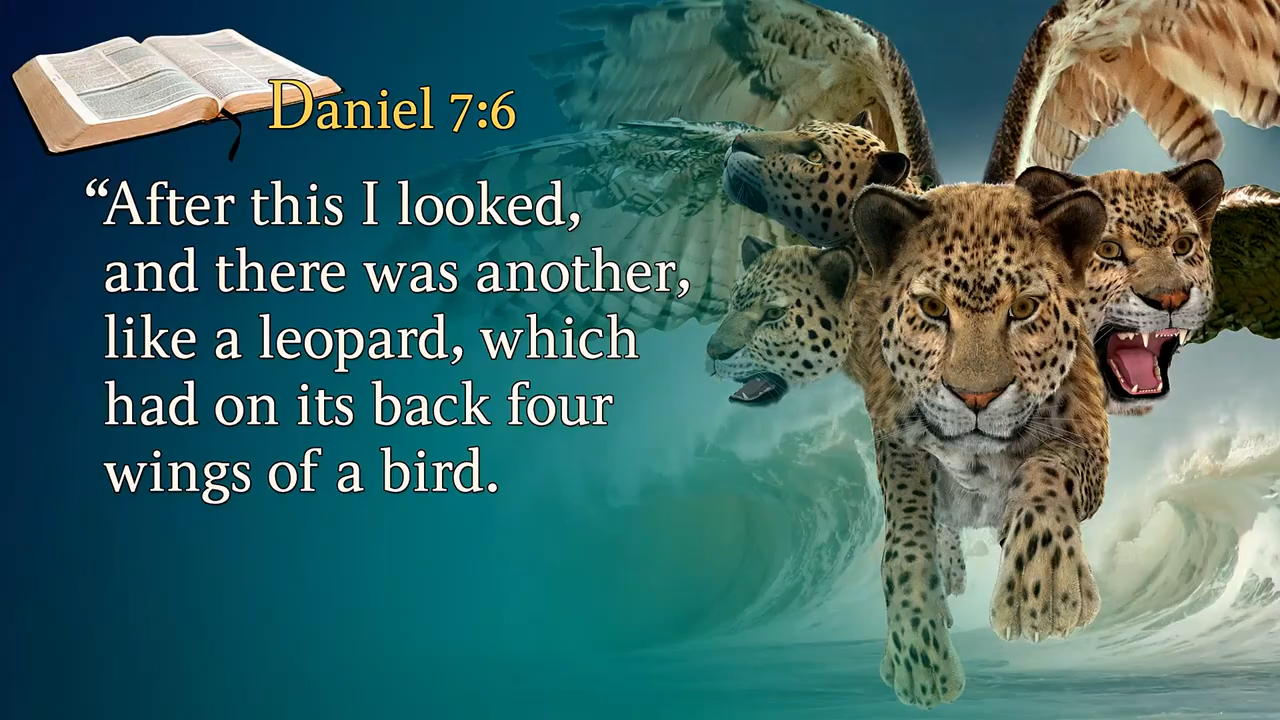 Daniel 7:6
“After this I looked,
and there was another,
like a leopard, which
had on its back four
wings of a bird.